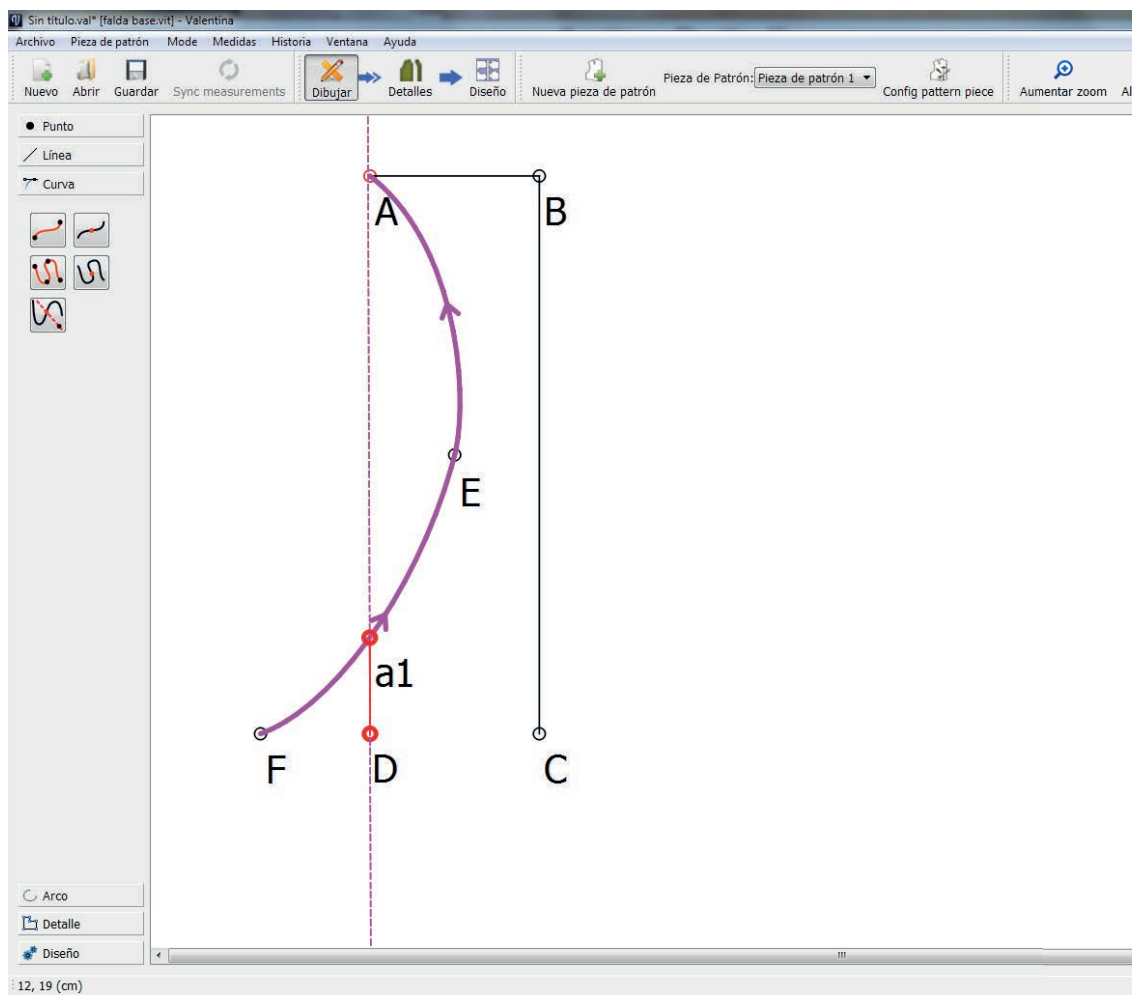 Sin título.val* [falda base.vit] - Valentina
Archivo Pieza de patrón Mode Medidas Historia Ventana Ayuda
Nuevo Abrir Guardar Sync measurements Dibujar Detalles Diseño Nueva pieza de patrón Pieza de Patrón: Pieza de patrón 1 Config pattern piece Aumentar zoom Al
Punto
Línea
Curva
A B
E
a1
F D C
Arco
Detalle
Diseño
12, 19 (cm)